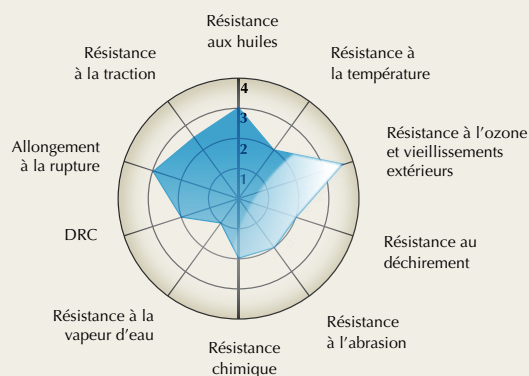 Résistance
aux huiles
Résistance à
la température
Résistance à l’ozone
et vieillissements
extérieurs
Résistance au
déchirement
Résistance
à l’abrasion
Résistance
chimique
Résistance à la
vapeur d’eau
DRC
Allongement
à la rupture
Résistance
à la traction
4
3
2
1